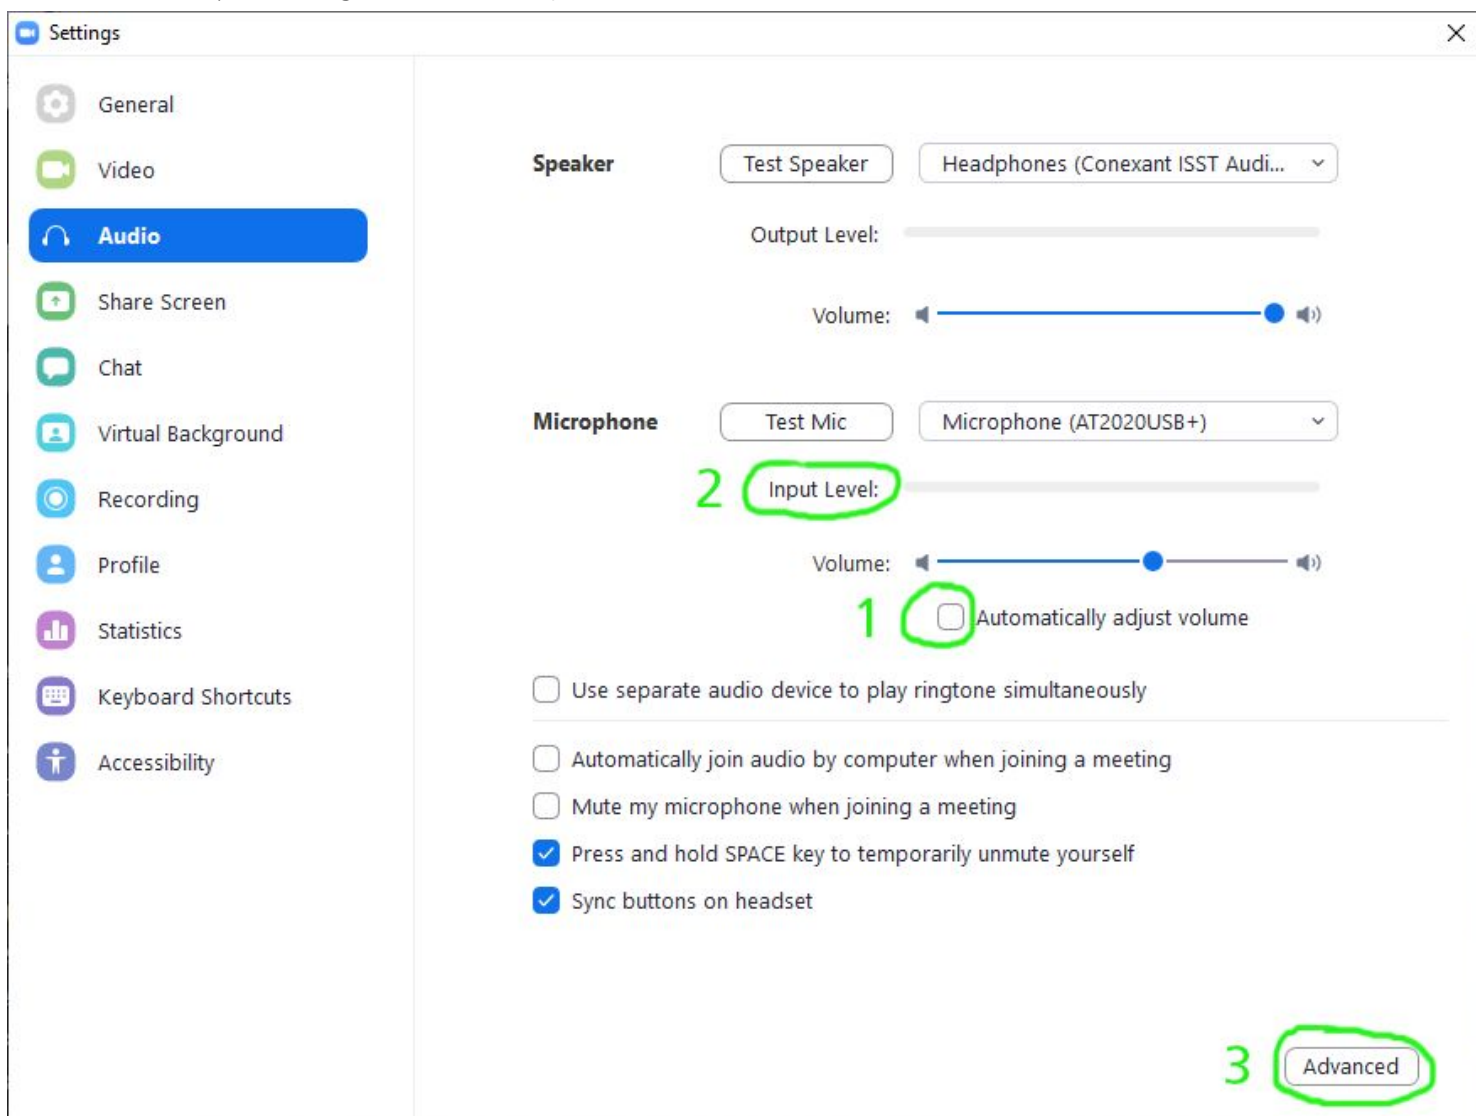 Settings
General
Video
Audio
Share Screen
Chat
Virtual Background
Recording
Profile
Statistics
Keyboard Shortcuts
Accessibility
Speaker Test Speaker Headphones (Conexant ISST Audi...
Output Level:
Volume:
Microphone Test Mic Microphone (AT2020USB+)
2 Input Level:
Volume:
1 Automatically adjust volume
Use separate audio device to play ringtone simultaneously
Automatically join audio by computer when joining a meeting
Mute my microphone when joining a meeting
Press and hold SPACE key to temporarily unmute yourself
Sync buttons on headset
3 Advanced